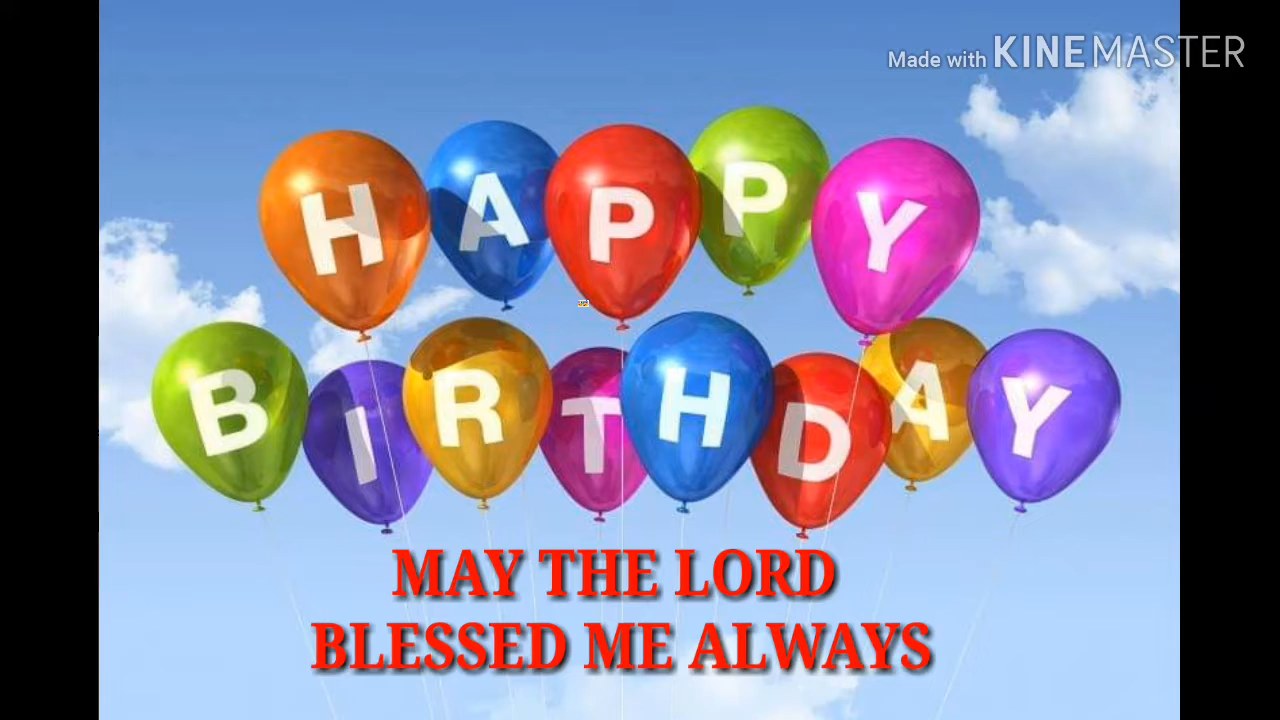 Made with KINEMASTER
HAPPY
BIRTHDAY
MAY THE LORD
BLESSED ME ALWAYS